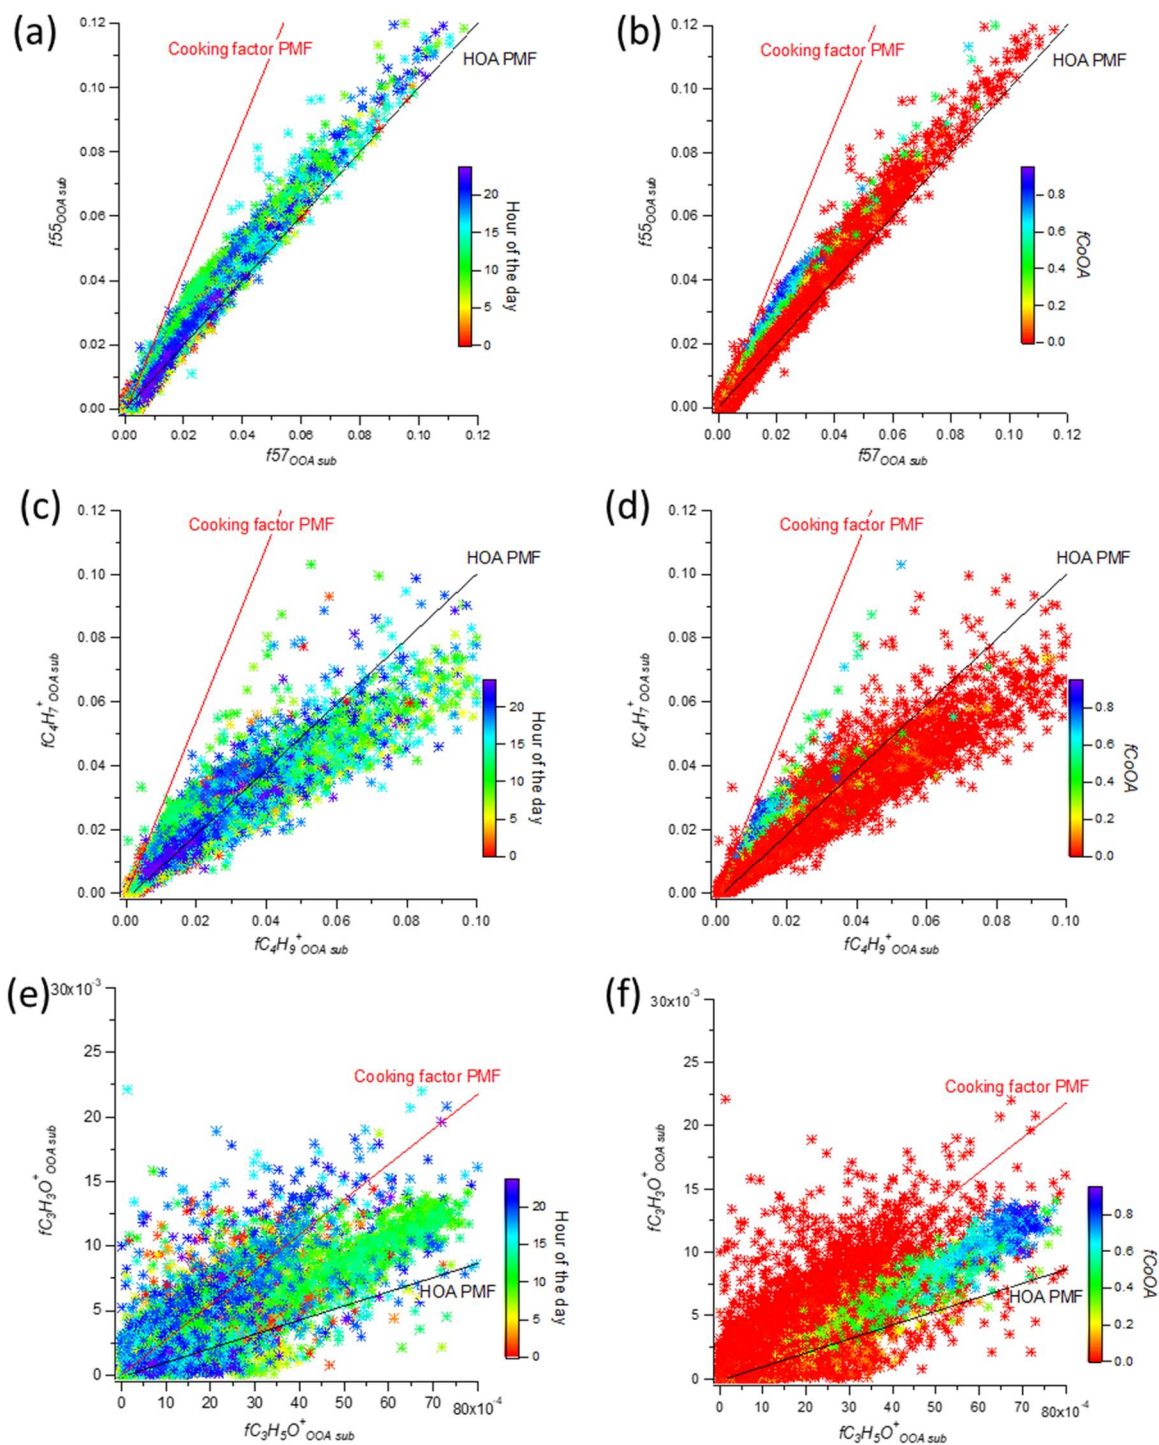 (a)
0.12
0.10
0.08
0.06
0.04
0.02
0.00
f55OOA sub
Cooking factor PMF
HOA PMF
20
15
10
5
0
Hour of the day
0.00 0.02 0.04 0.06 0.08 0.10 0.12
f57OOA sub
(b)
0.12
0.10
0.08
0.06
0.04
0.02
0.00
f55OOA sub
Cooking factor PMF
HOA PMF
0.8
0.6
0.4
0.2
0.0
fCoOA
0.00 0.02 0.04 0.06 0.08 0.10 0.12
f57OOA sub
(c)
0.12
0.10
0.08
0.06
0.04
0.02
0.00
fC₄H₇⁺OOA sub
Cooking factor PMF
HOA PMF
20
15
10
5
0
Hour of the day
0.00 0.02 0.04 0.06 0.08 0.10
fC₄H₉⁺OOA sub
(d)
0.12
0.10
0.08
0.06
0.04
0.02
0.00
fC₄H₇⁺OOA sub
Cooking factor PMF
HOA PMF
0.8
0.6
0.4
0.2
0.0
fCoOA
0.00 0.02 0.04 0.06 0.08 0.10
fC₄H₉⁺OOA sub
(e)
30x10⁻³
25
20
15
10
5
0
fC₃H₃O⁺OOA sub
Cooking factor PMF
HOA PMF
20
15
10
5
0
Hour of the day
0 10 20 30 40 50 60 70 80x10⁻⁴
fC₃H₅O⁺OOA sub
(f)
30x10⁻³
25
20
15
10
5
0
fC₃H₃O⁺OOA sub
Cooking factor PMF
HOA PMF
0.8
0.6
0.4
0.2
0.0
fCoOA
0 10 20 30 40 50 60 70 80x10⁻⁴
fC₃H₅O⁺OOA sub